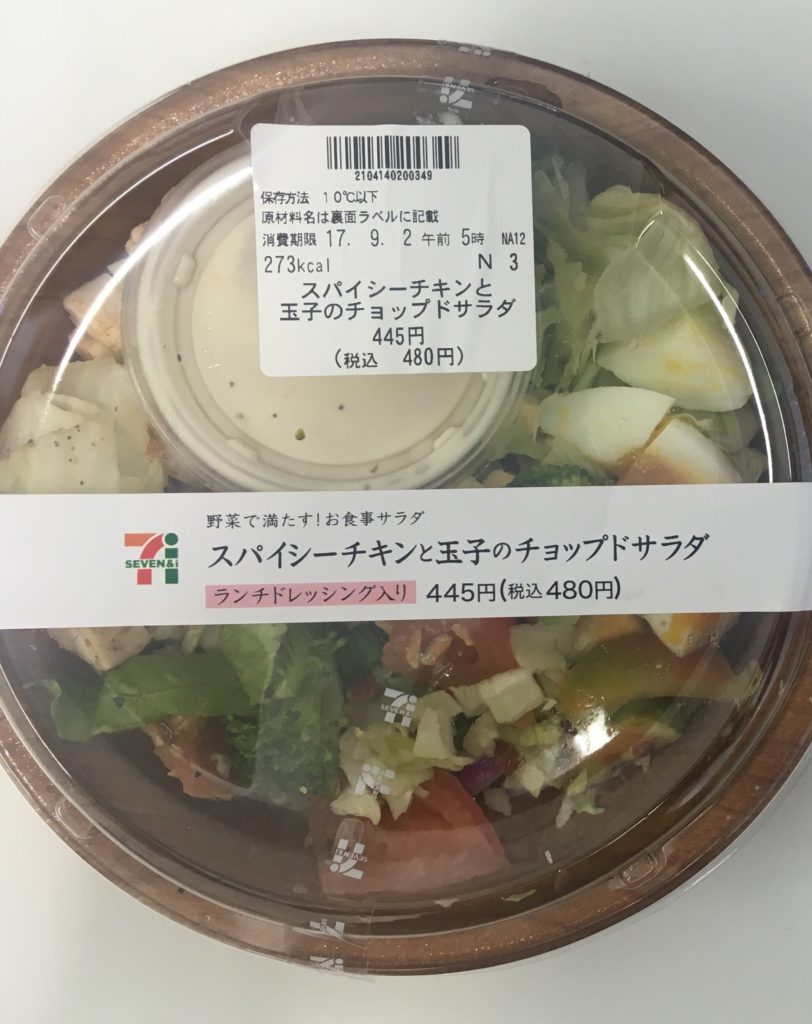 2104140200349
保存方法 10℃以下
原材料名は裏面ラベルに記載
消費期限 17. 9. 2 午前 5時 NA12
273kcal N 3
スパイシーチキンと
玉子のチョップドサラダ
445円
(税込 480円)
野菜で満たす!お食事サラダ
SEVEN&i
スパイシーチキンと玉子のチョップドサラダ
ランチドレッシング入り 445円(税込480円)
SEVEN&i